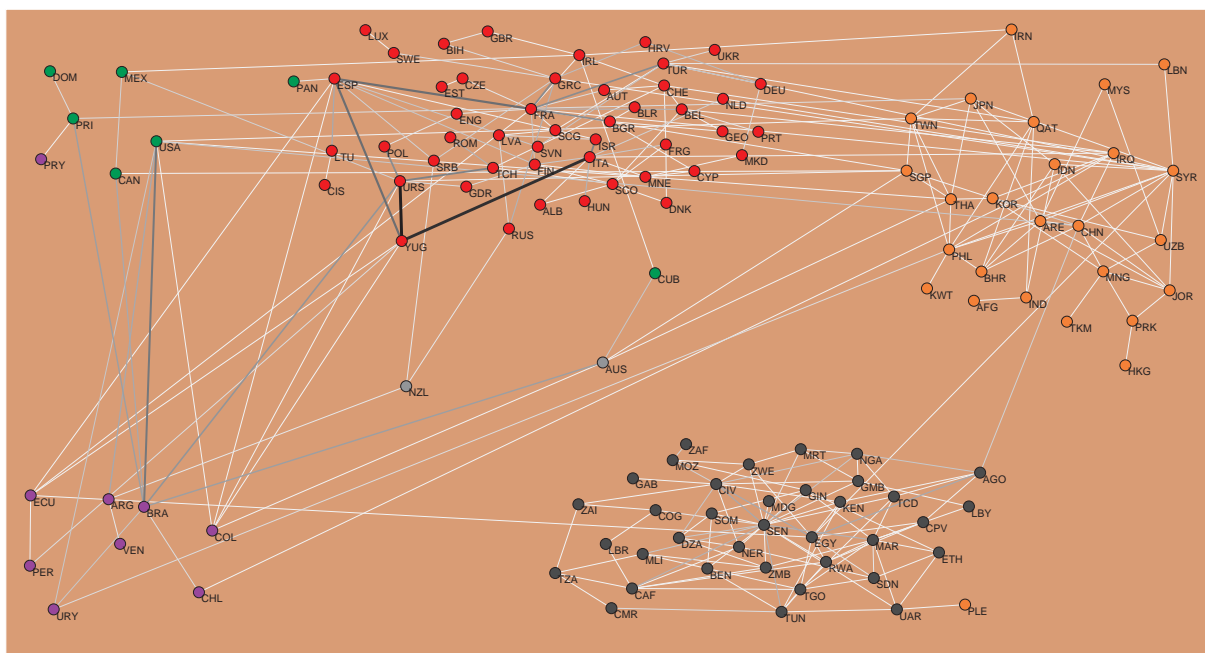 LUX
SWE
BIH
GBR
IRL
HRV
UKR
IRN
LBN
DOM
MEX
PAN
ESP
EST
CZE
GRC
AUT
TUR
CHE
DEU
MYS
PRI
USA
ENG
FRA
BLR
BEL
NLD
TWN
JPN
QAT
PRY
CAN
LTU
POL
ROM
LVA
SCG
BGR
GEO
PRT
SRB
SVN
ISR
ITA
FRG
MKD
SGP
IDN
IRQ
SYR
CIS
URS
GDR
TCH
FIN
SCO
MNE
CYP
THA
KOR
ALB
HUN
DNK
ARE
CHN
UZB
YUG
RUS
PHL
BHR
MNG
CUB
KWT
AFG
IND
JOR
TKM
PRK
AUS
HKG
NZL
ZAF
MOZ
ZWE
MRT
NGA
AGO
GAB
CIV
GIN
GMB
ECU
ARG
BRA
ZAI
COG
SOM
MDG
KEN
TCD
LBY
COL
VEN
SEN
CPV
LBR
MLI
DZA
NER
EGY
MAR
ETH
PER
TZA
BEN
ZMB
RWA
SDN
CHL
CAF
TGO
URY
CMR
TUN
UAR
PLE